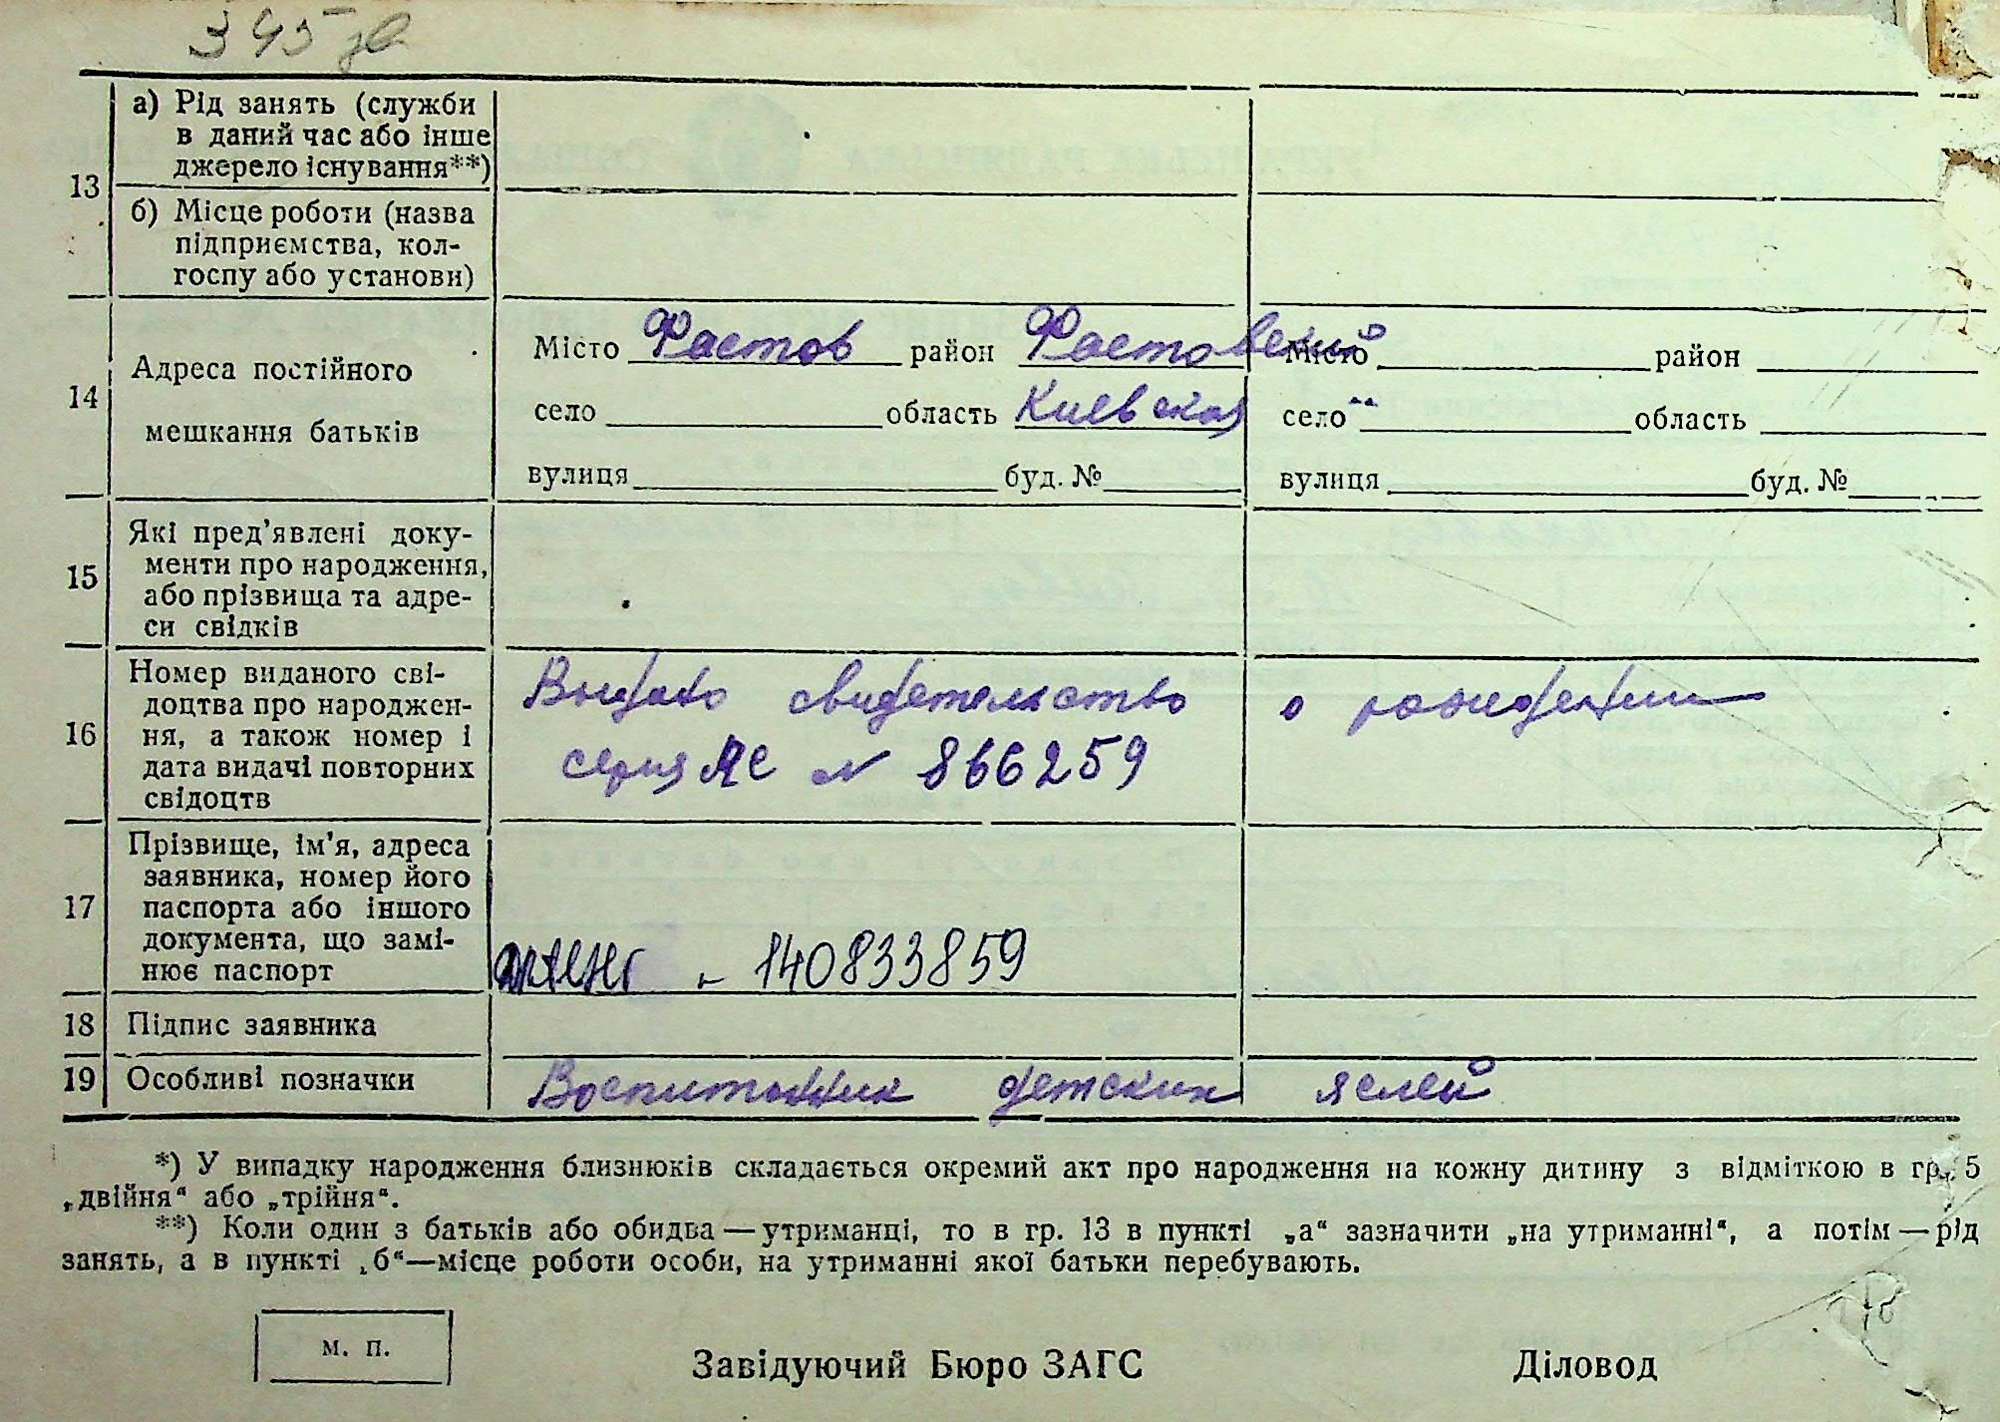 345 зв
13
а) Рід занять (служби
в даний час або інше
джерело існування**)
б) Місце роботи (назва
підприємства, кол-
госпу або установи)
14
Адреса постійного
мешкання батьків
Місто Фастов район Фастовский
село область Киевская
вулиця буд. №
Місто район
село область
вулиця буд. №
15
Які пред’явлені доку-
менти про народження,
або прізвища та адре-
си свідків
16
Номер виданого сві-
доцтва про народжен-
ня, а також номер і
дата видачі повторних
свідоцтв
Выдано свидетельство о рождении
серия ЯС № 866259
17
Прізвище, ім’я, адреса
заявника, номер його
паспорта або іншого
документа, що замі-
нює паспорт
140833859
18 Підпис заявника
19 Особливі позначки Воспитанник детских яслей
*) У випадку народження близнюків складається окремий акт про народження на кожну дитину з відміткою в гр. 5
„двійня“ або „трійня“.
**) Коли один з батьків або обидва — утриманці, то в гр. 13 в пункті „а“ зазначити „на утриманні“, а потім — рід
занять, а в пункті „б“—місце роботи особи, на утриманні якої батьки перебувають.
м. п.
Завідуючий Бюро ЗАГС Діловод